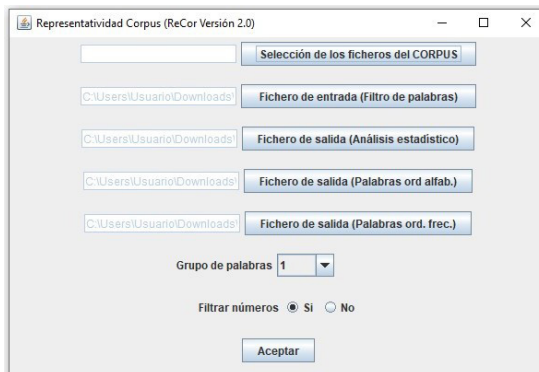 Representatividad Corpus (ReCor Versión 2.0)
Selección de los ficheros del CORPUS
C:\Users\Usuario\Downloads\ Fichero de entrada (Filtro de palabras)
C:\Users\Usuario\Downloads\ Fichero de salida (Análisis estadístico)
C:\Users\Usuario\Downloads\ Fichero de salida (Palabras ord alfab.)
C:\Users\Usuario\Downloads\ Fichero de salida (Palabras ord. frec.)
Grupo de palabras 1
Filtrar números Si No
Aceptar